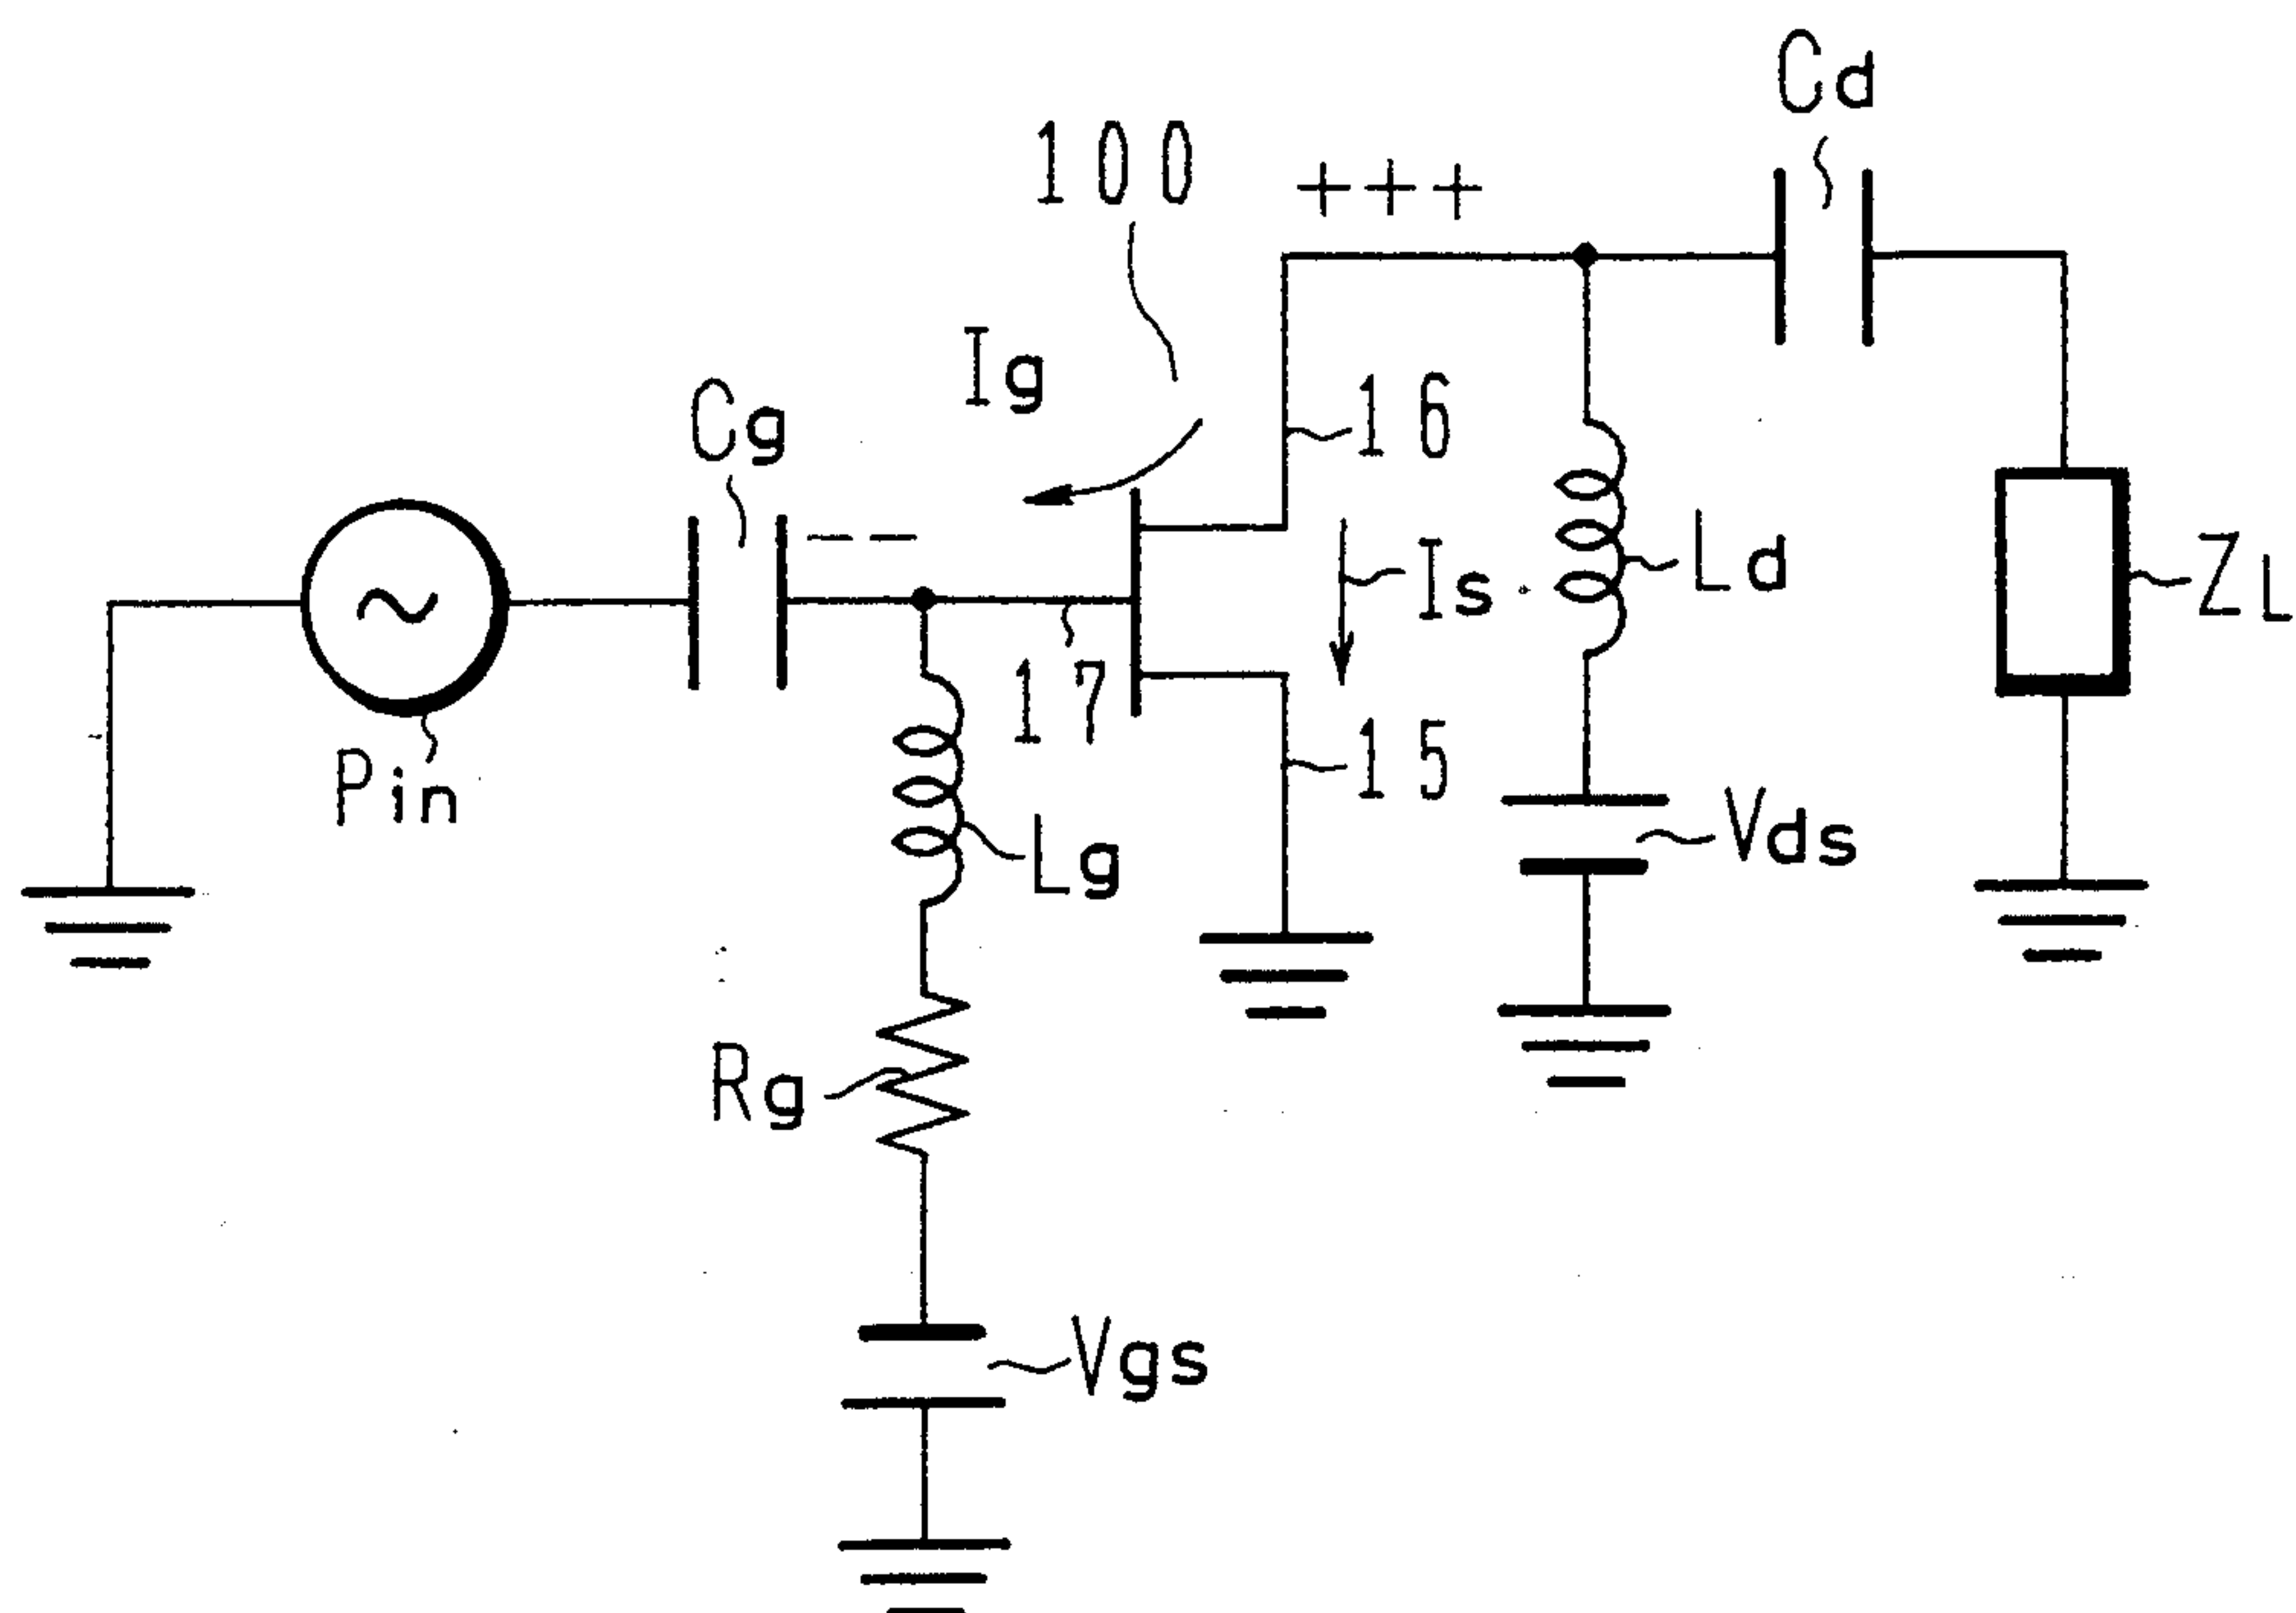 Cd
100
+++
Ig
16
Cg
--
Is
Ld
ZL
17
15
Pin
Lg
Vds
Rg
Vgs